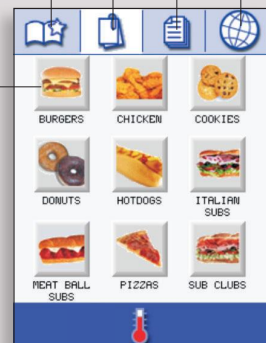 BURGERS CHICKEN COOKIES
DONUTS HOTDOGS ITALIAN
SUBS
MEAT BALL PIZZAS SUB CLUBS
SUBS